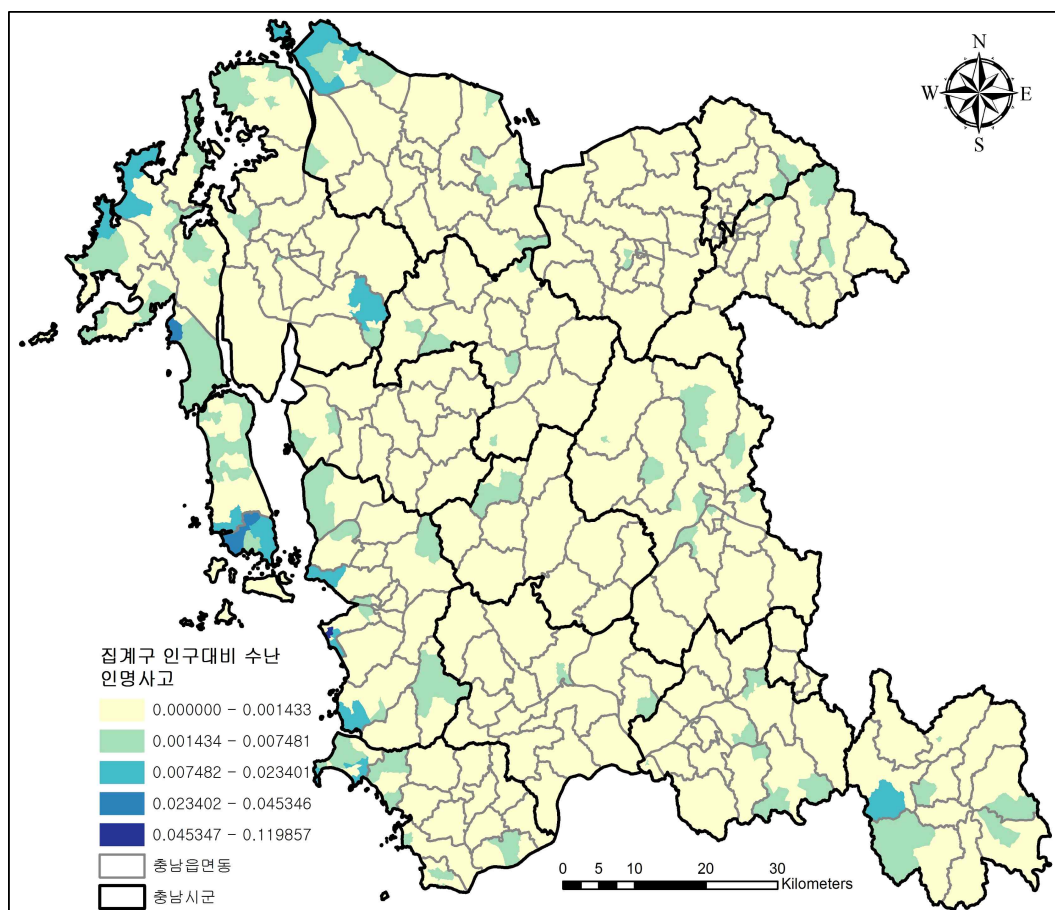 N
W
E
S
집계구 인구대비 수난
인명사고
0.000000 - 0.001433
0.001434 - 0.007481
0.007482 - 0.023401
0.023402 - 0.045346
0.045347 - 0.119857
충남읍면동
충남시군
0 5 10 20 30
Kilometers